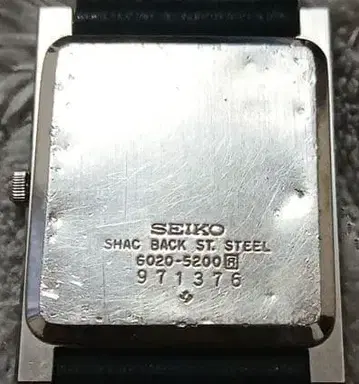 SEIKO
SHAC BACK ST. STEEL
6020-5200 R
971376